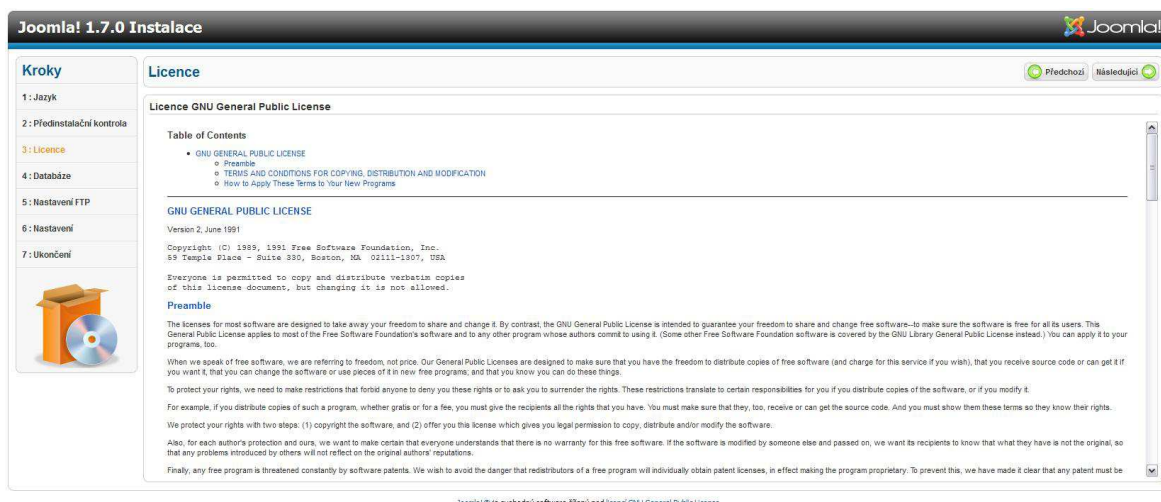 Joomla! 1.7.0 Instalace
Joomla!
Kroky
1 : Jazyk
2 : Předinstalační kontrola
3 : Licence
4 : Databáze
5 : Nastavení FTP
6 : Nastavení
7 : Ukončení
Licence
Předchozí
Následující
Licence GNU General Public License
Table of Contents
GNU GENERAL PUBLIC LICENSE
Preamble
TERMS AND CONDITIONS FOR COPYING, DISTRIBUTION AND MODIFICATION
How to Apply These Terms to Your New Programs
GNU GENERAL PUBLIC LICENSE
Version 2, June 1991
Copyright (C) 1989, 1991 Free Software Foundation, Inc.
59 Temple Place - Suite 330, Boston, MA 02111-1307, USA
Everyone is permitted to copy and distribute verbatim copies
of this license document, but changing it is not allowed.
Preamble
The licenses for most software are designed to take away your freedom to share and change it. By contrast, the GNU General Public License is intended to guarantee your freedom to share and change free software--to make sure the software is free for all its users. This
General Public License applies to most of the Free Software Foundation's software and to any other program whose authors commit to using it. (Some other Free Software Foundation software is covered by the GNU Library General Public License instead.) You can apply it to your
programs, too.
When we speak of free software, we are referring to freedom, not price. Our General Public Licenses are designed to make sure that you have the freedom to distribute copies of free software (and charge for this service if you wish), that you receive source code or can get it if
you want it, that you can change the software or use pieces of it in new free programs; and that you know you can do these things.
To protect your rights, we need to make restrictions that forbid anyone to deny you these rights or to ask you to surrender the rights. These restrictions translate to certain responsibilities for you if you distribute copies of the software, or if you modify it.
For example, if you distribute copies of such a program, whether gratis or for a fee, you must give the recipients all the rights that you have. You must make sure that they, too, receive or can get the source code. And you must show them these terms so they know their rights.
We protect your rights with two steps: (1) copyright the software, and (2) offer you this license which gives you legal permission to copy, distribute and/or modify the software.
Also, for each author's protection and ours, we want to make certain that everyone understands that there is no warranty for this free software. If the software is modified by someone else and passed on, we want its recipients to know that what they have is not the original, so
that any problems introduced by others will not reflect on the original authors' reputations.
Finally, any free program is threatened constantly by software patents. We wish to avoid the danger that redistributors of a free program will individually obtain patent licenses, in effect making the program proprietary. To prevent this, we have made it clear that any patent must be